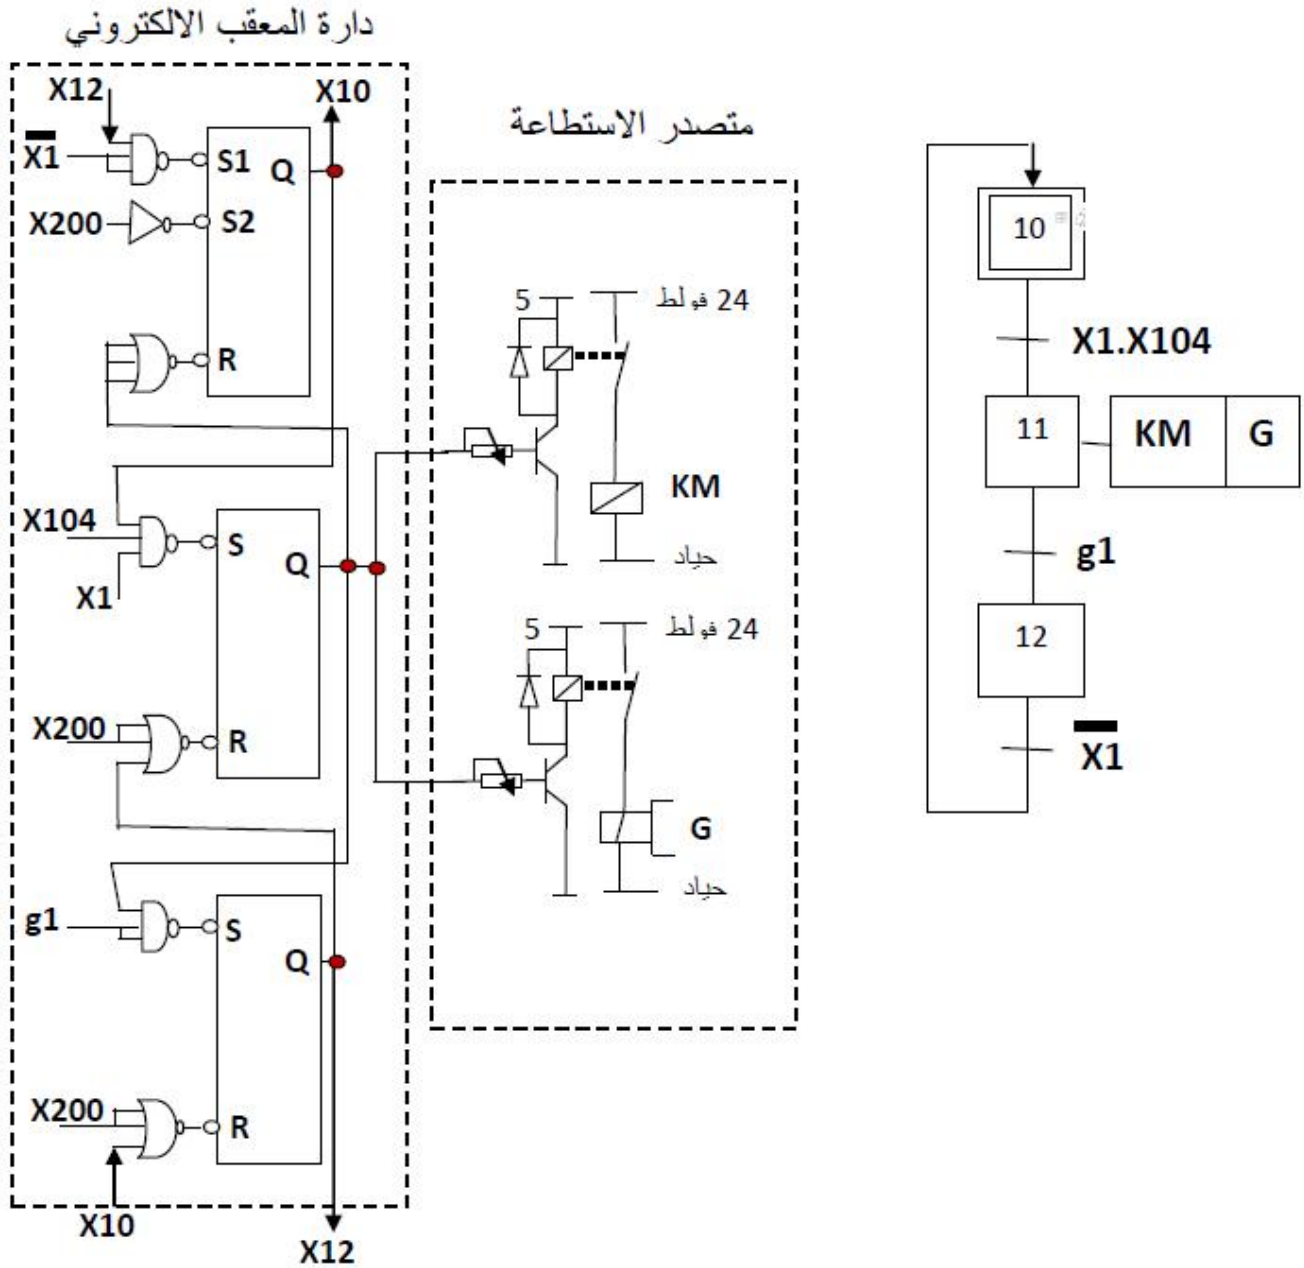 دارة المعقب الالكتروني
X12
X10
X1
S1
Q
X200
S2
R
X104
S
X1
Q
X200
R
g1
S
Q
X200
R
X10
X12
متصدر الاستطاعة
5
24 فولط
KM
حياد
5
24 فولط
G
حياد
10
X1.X104
11
KM
G
g1
12
X1